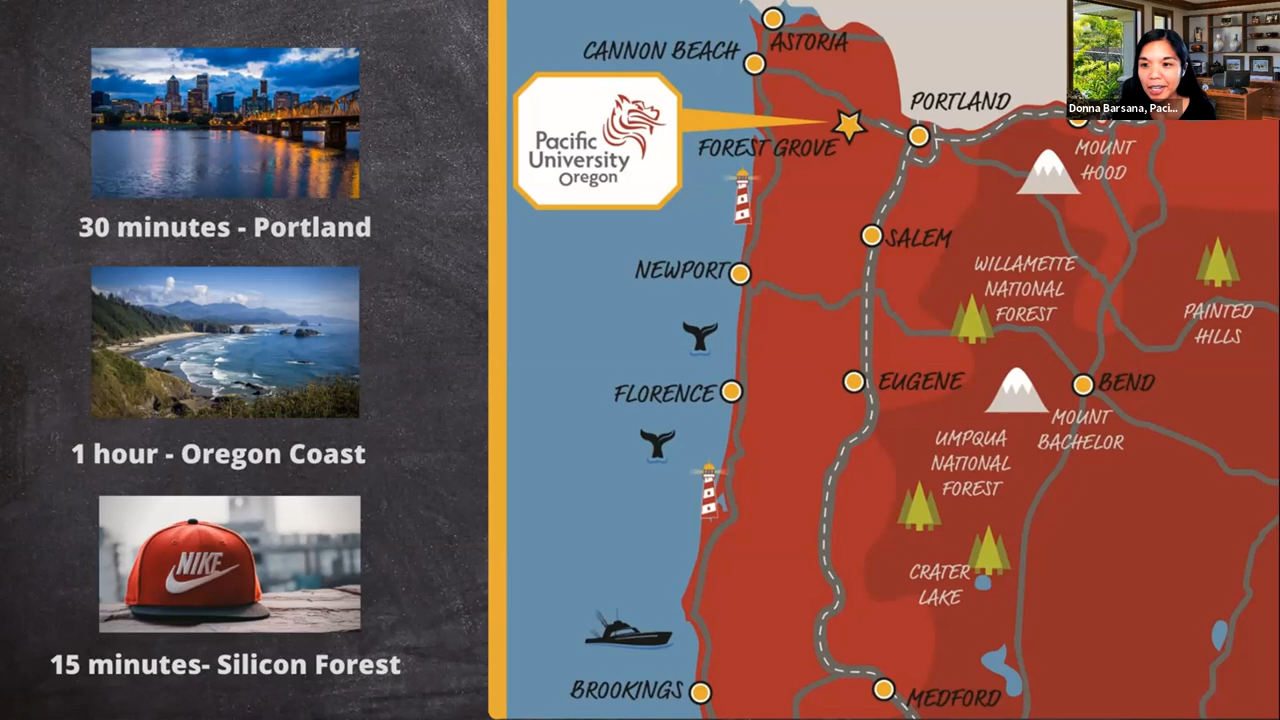 30 minutes - Portland
1 hour - Oregon Coast
NIKE
15 minutes- Silicon Forest
Pacific
University
Oregon
ASTORIA
CANNON BEACH
PORTLAND
FOREST GROVE
MOUNT
HOOD
SALEM
NEWPORT
WILLAMETTE
NATIONAL
FOREST
PAINTED
HILLS
FLORENCE
EUGENE
BEND
MOUNT
BACHELOR
UMPQUA
NATIONAL
FOREST
CRATER
LAKE
BROOKINGS
MEDFORD
Donna Barsana, Paci...